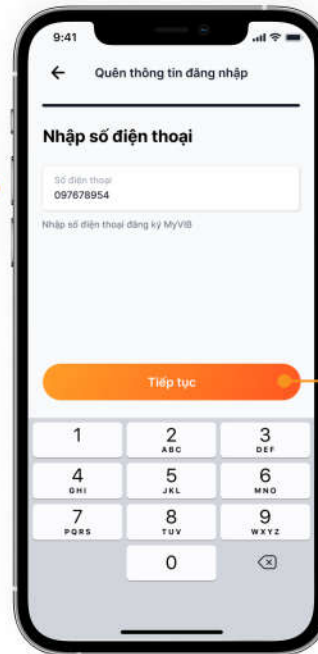 9:41
Quên thông tin đăng nhập
Nhập số điện thoại
Số điện thoại
097678954
Nhập số điện thoại đăng ký MyVIB
Tiếp tục
1 2 3
ABC DEF
4 5 6
GHI JKL MNO
7 8 9
PQRS TUV WXYZ
0